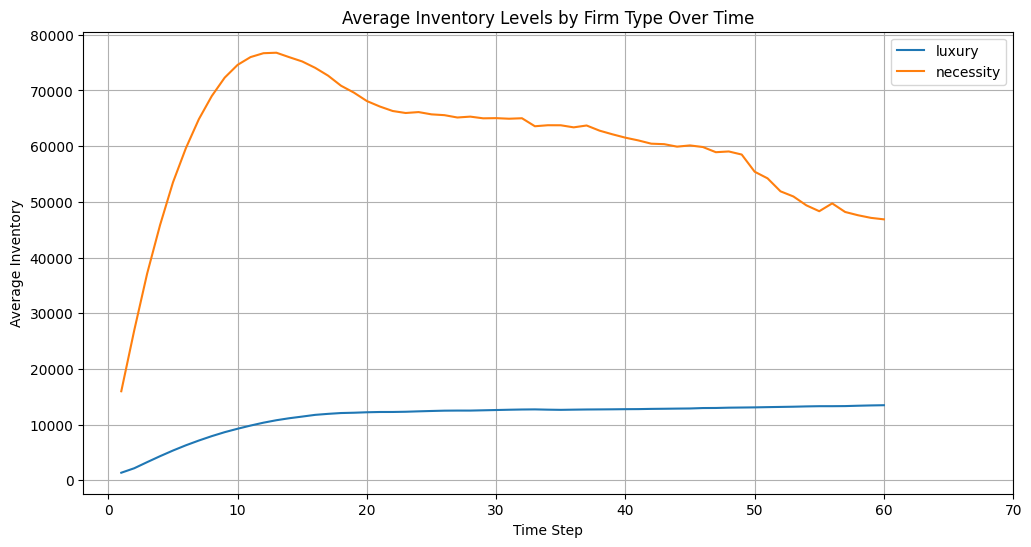 Average Inventory Levels by Firm Type Over Time
80000
70000
60000
50000
40000
30000
20000
10000
0
Average Inventory
luxury
necessity
0 10 20 30 40 50 60 70
Time Step